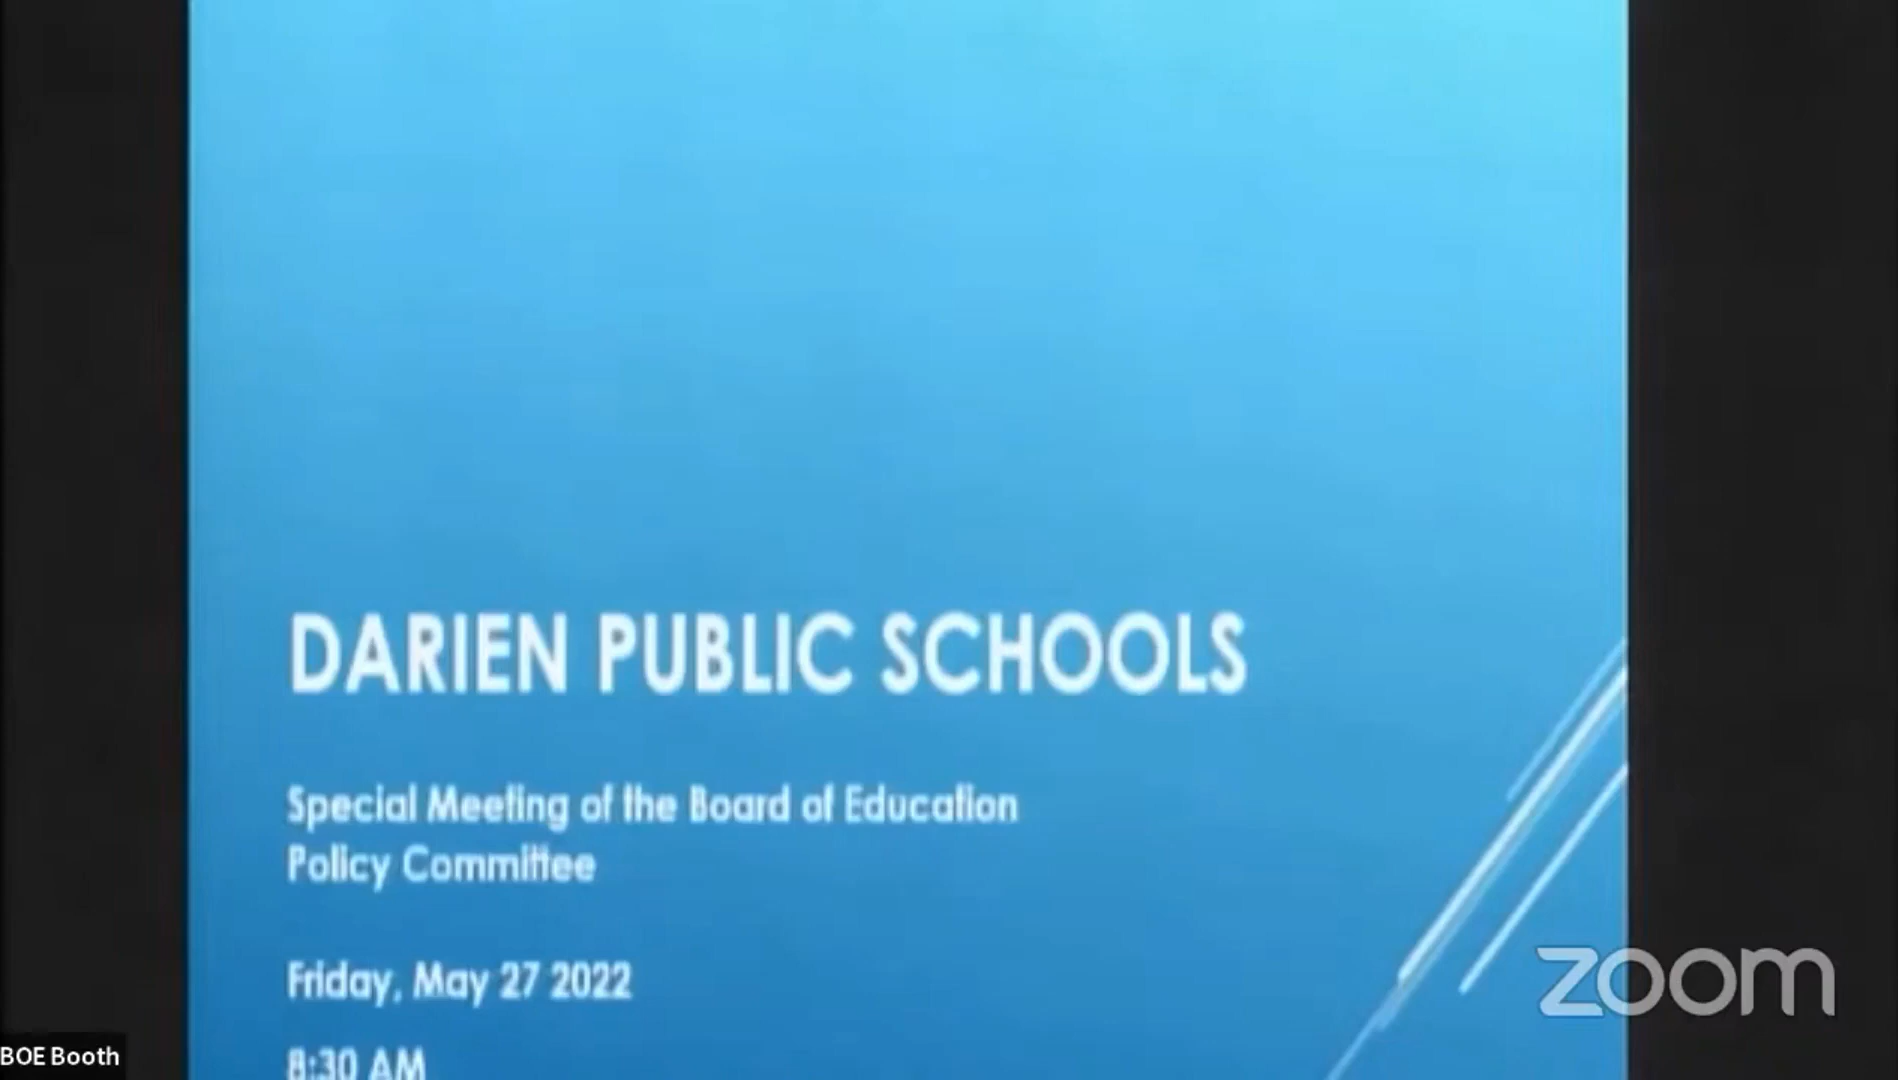 DARIEN PUBLIC SCHOOLS
Special Meeting of the Board of Education
Policy Committee
Friday, May 27 2022
8:30 AM
zoom
BOE Booth